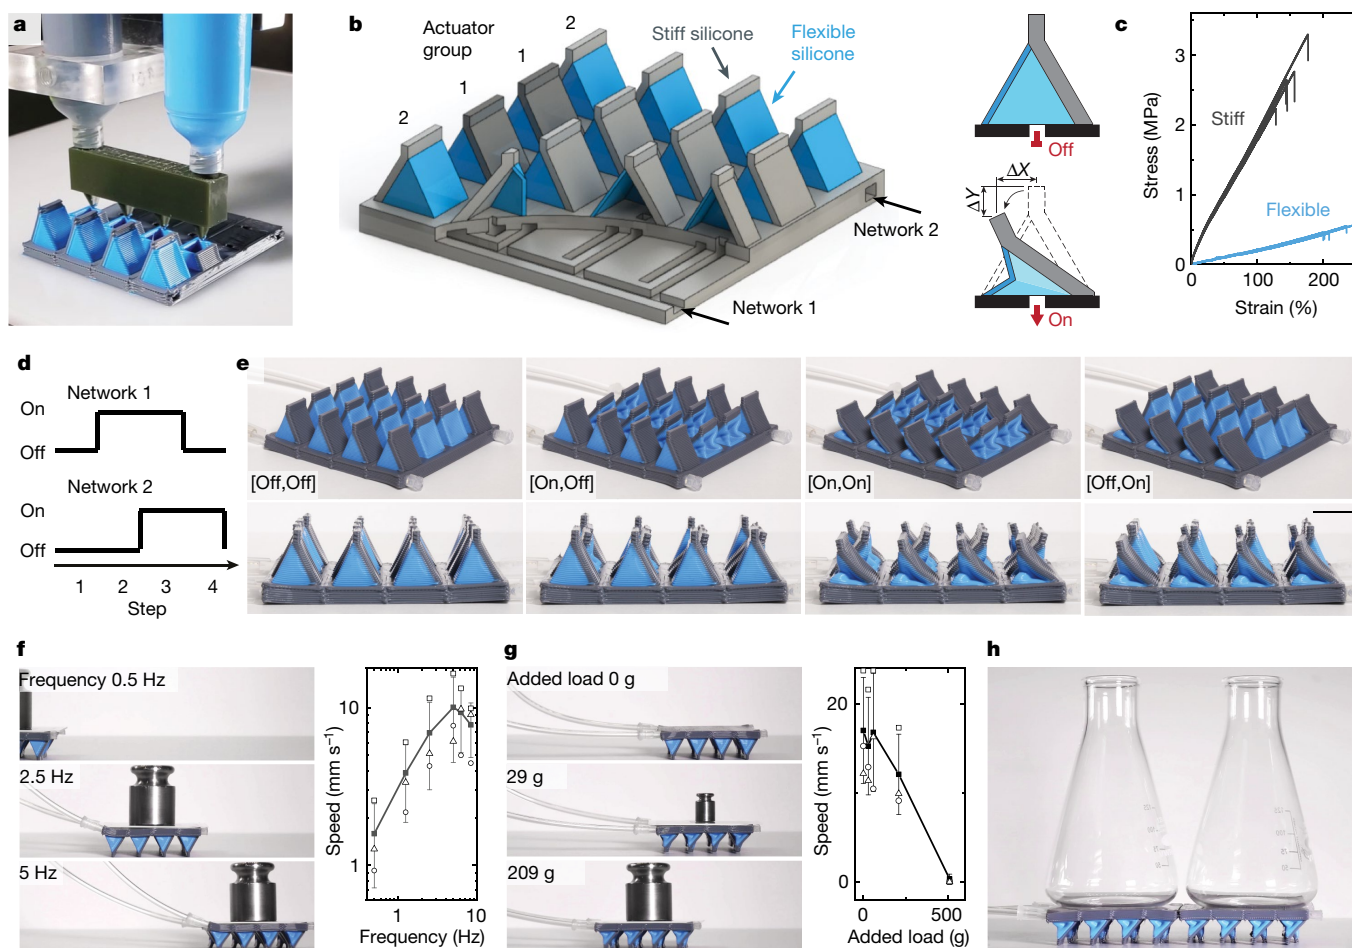 a
b
Actuator
group
2
1
1
2
Stiff silicone
Flexible
silicone
Network 2
Network 1
Off
ΔX
ΔY
On
c
Stress (MPa)
3
2
1
0
Stiff
Flexible
0
100
200
Strain (%)
d
Network 1
On
Off
Network 2
On
Off
1 2 3 4
Step
e
[Off,Off]
[On,Off]
[On,On]
[Off,On]
f
Frequency 0.5 Hz
2.5 Hz
5 Hz
Speed (mm s⁻¹)
10
1
1
10
Frequency (Hz)
g
Added load 0 g
29 g
209 g
Speed (mm s⁻¹)
20
0
0
500
Added load (g)
h